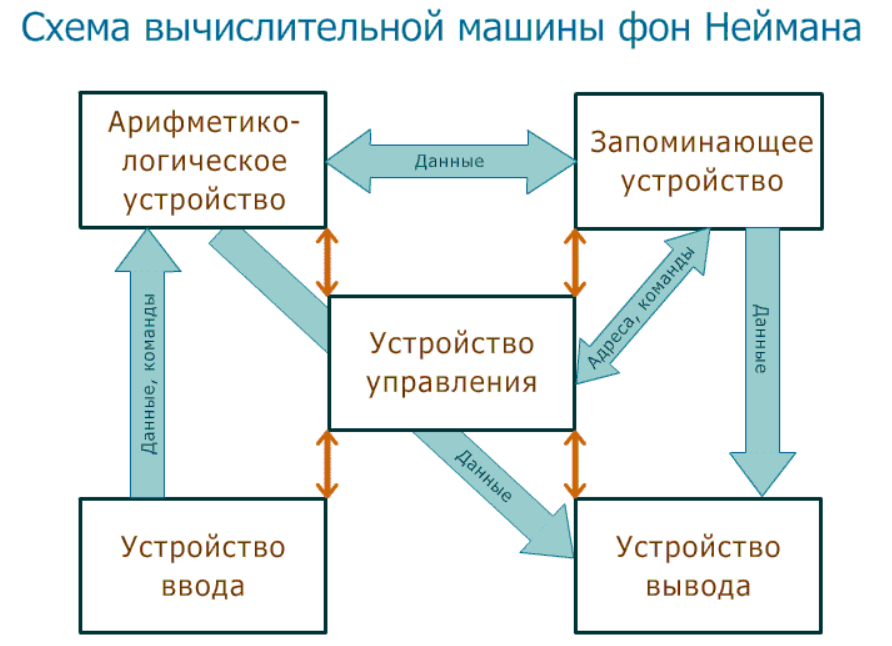 Схема вычислительной машины фон Неймана
Арифметико-
логическое
устройство
Данные
Запоминающее
устройство
Данные, команды
Устройство
управления
Адреса, команды
Данные
Данные
Устройство
ввода
Устройство
вывода